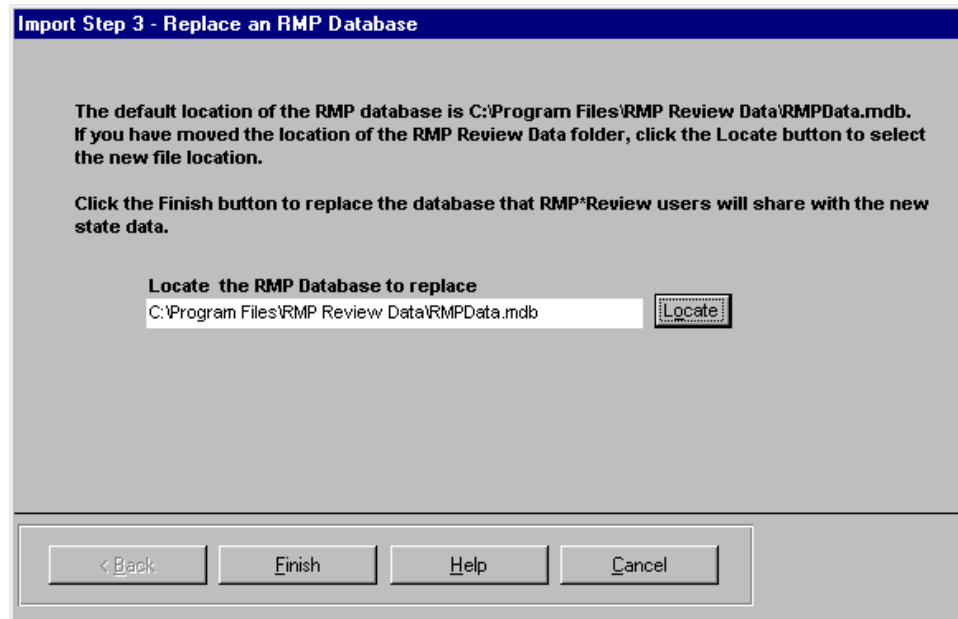 Import Step 3 - Replace an RMP Database
The default location of the RMP database is C:\Program Files\RMP Review Data\RMPData.mdb.
If you have moved the location of the RMP Review Data folder, click the Locate button to select
the new file location.
Click the Finish button to replace the database that RMP*Review users will share with the new
state data.
Locate the RMP Database to replace
C:\Program Files\RMP Review Data\RMPData.mdb
Locate
< Back
Finish
Help
Cancel